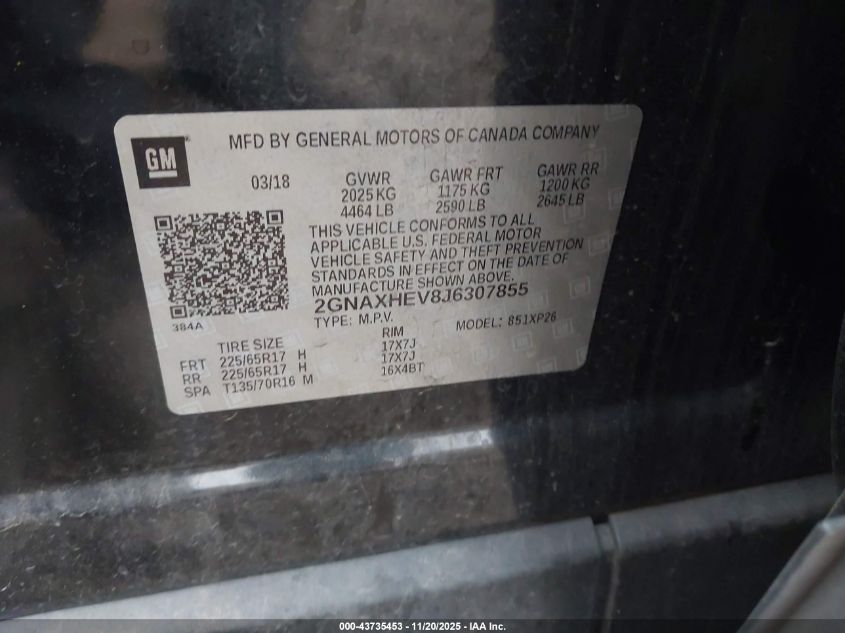 GM
MFD BY GENERAL MOTORS OF CANADA COMPANY
03/18 GVWR GAWR FRT GAWR RR
2025 KG 1175 KG 1200 KG
4464 LB 2590 LB 2645 LB
THIS VEHICLE CONFORMS TO ALL
APPLICABLE U.S. FEDERAL MOTOR
VEHICLE SAFETY AND THEFT PREVENTION
STANDARDS IN EFFECT ON THE DATE OF
MANUFACTURE SHOWN ABOVE.
2GNAXHEV8J6307855
384A
TYPE: M.P.V. MODEL: 851XP26
TIRE SIZE RIM
FRT 225/65R17 H 17X7J
RR 225/65R17 H 17X7J
SPA T135/70R16 M 16X4BT
000-43735453 - 11/20/2025 - IAA Inc.